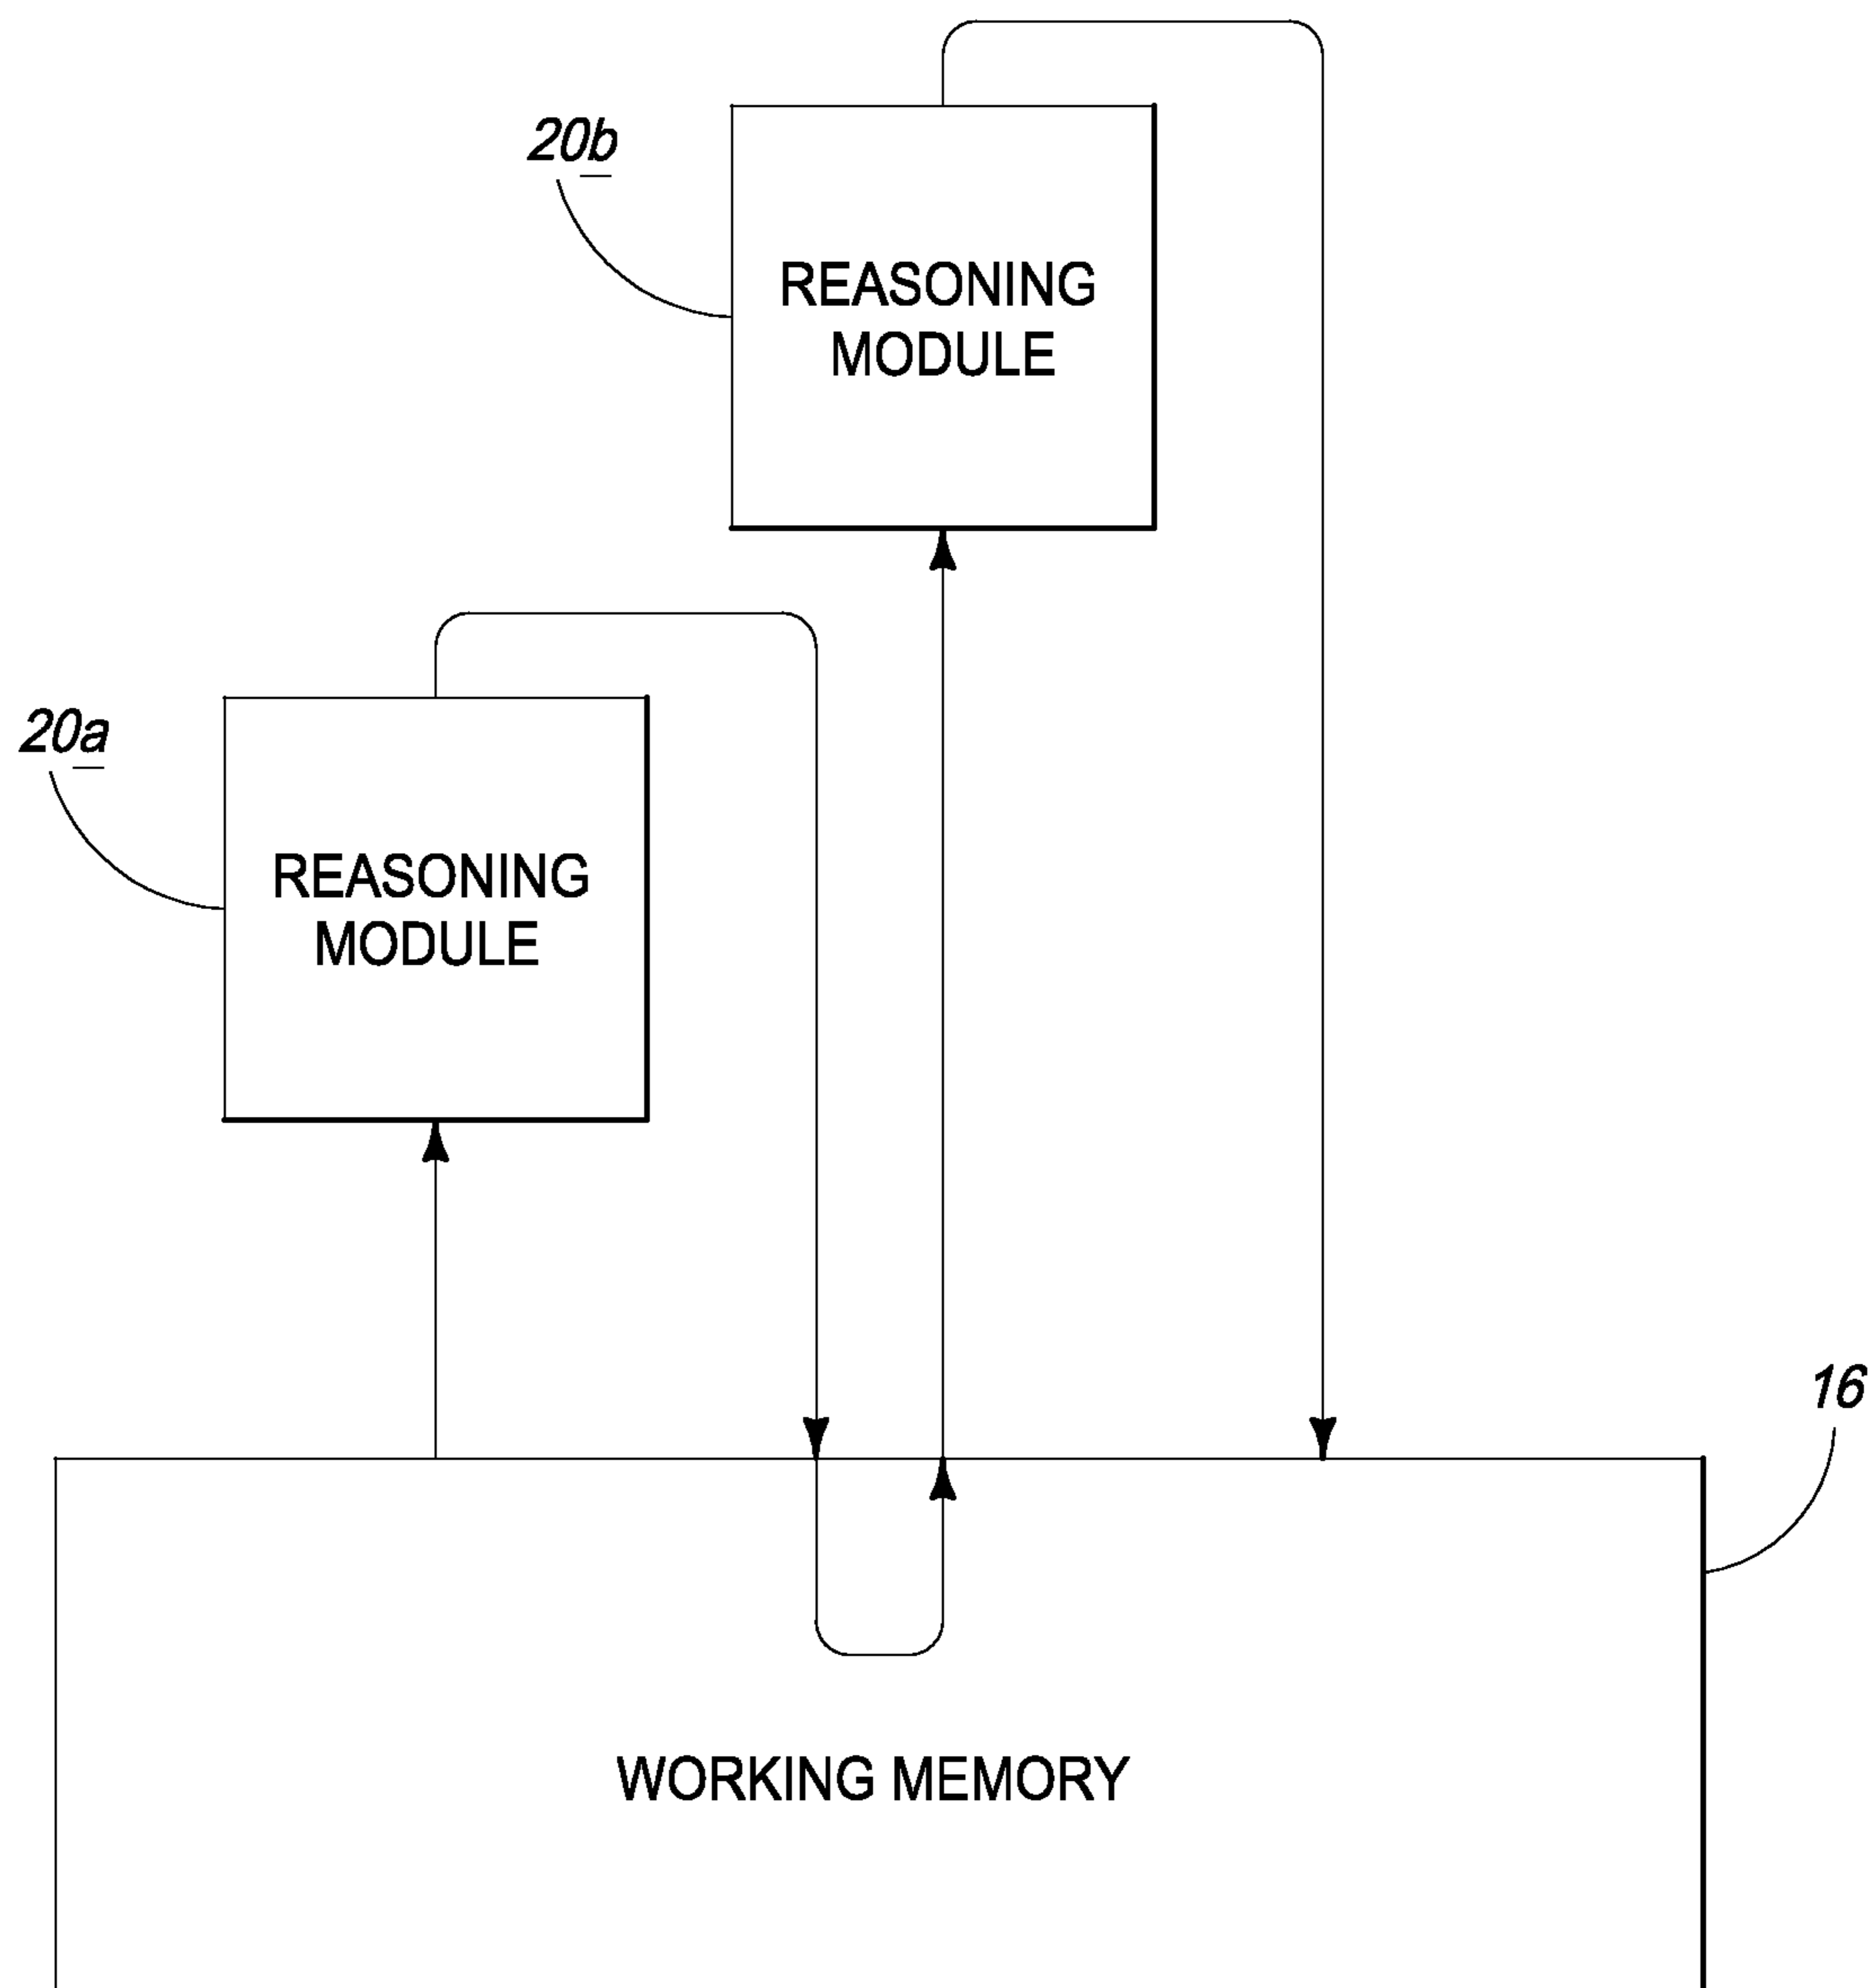 20b
REASONING
MODULE
20a
REASONING
MODULE
16
WORKING MEMORY